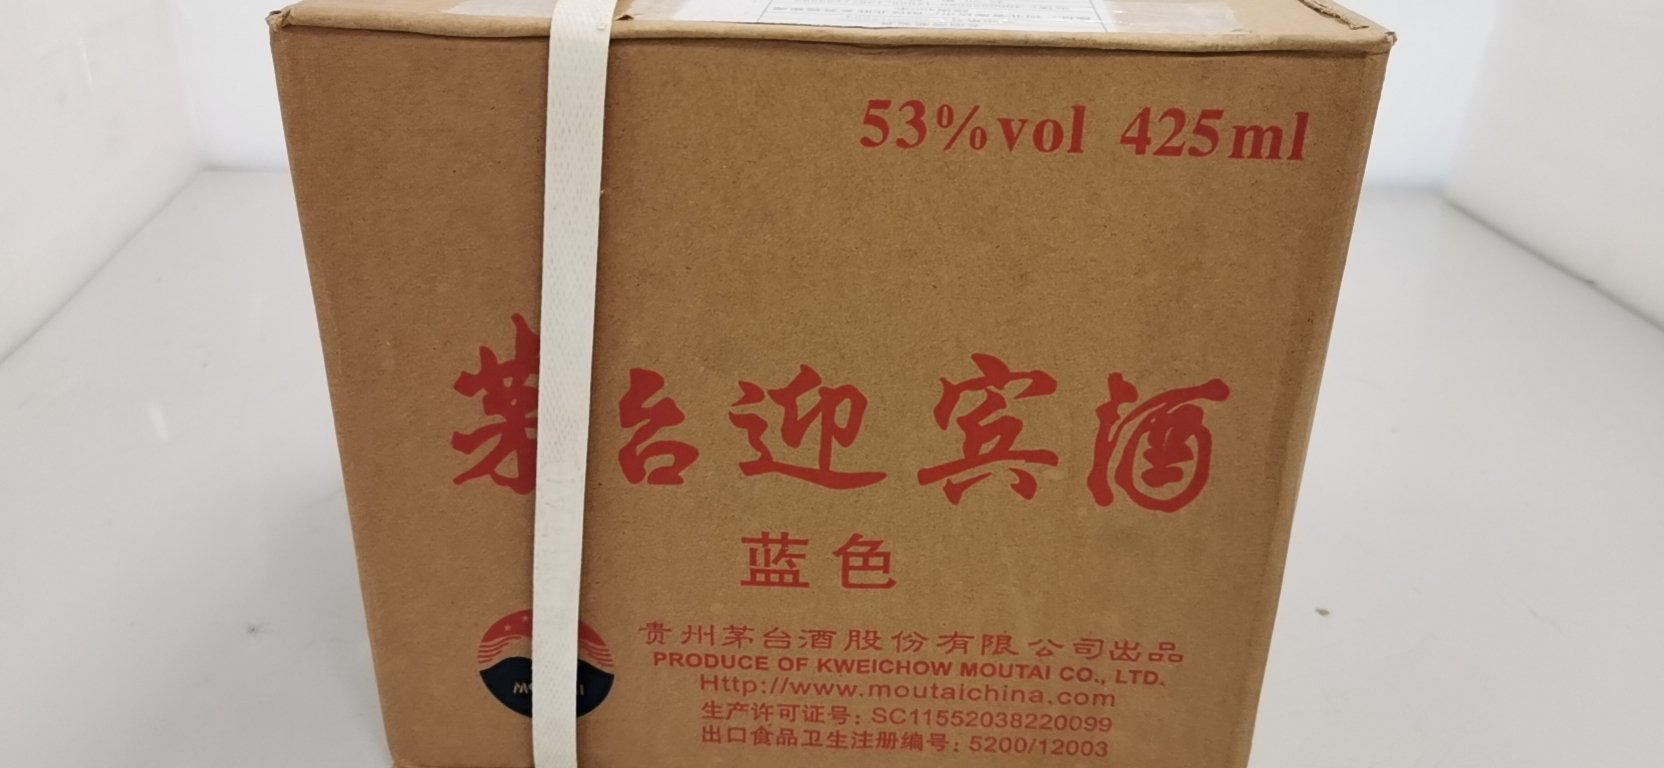 53%vol 425ml
茅台迎宾酒
蓝色
贵州茅台酒股份有限公司出品
PRODUCE OF KWEICHOW MOUTAI CO., LTD.
Http://www.moutaichina.com
生产许可证号: SC11552038220099
出口食品卫生注册编号: 5200/12003